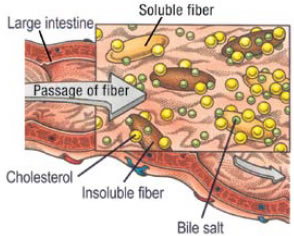 Soluble fiber
Large intestine
Passage of fiber
Cholesterol
Insoluble fiber
Bile salt